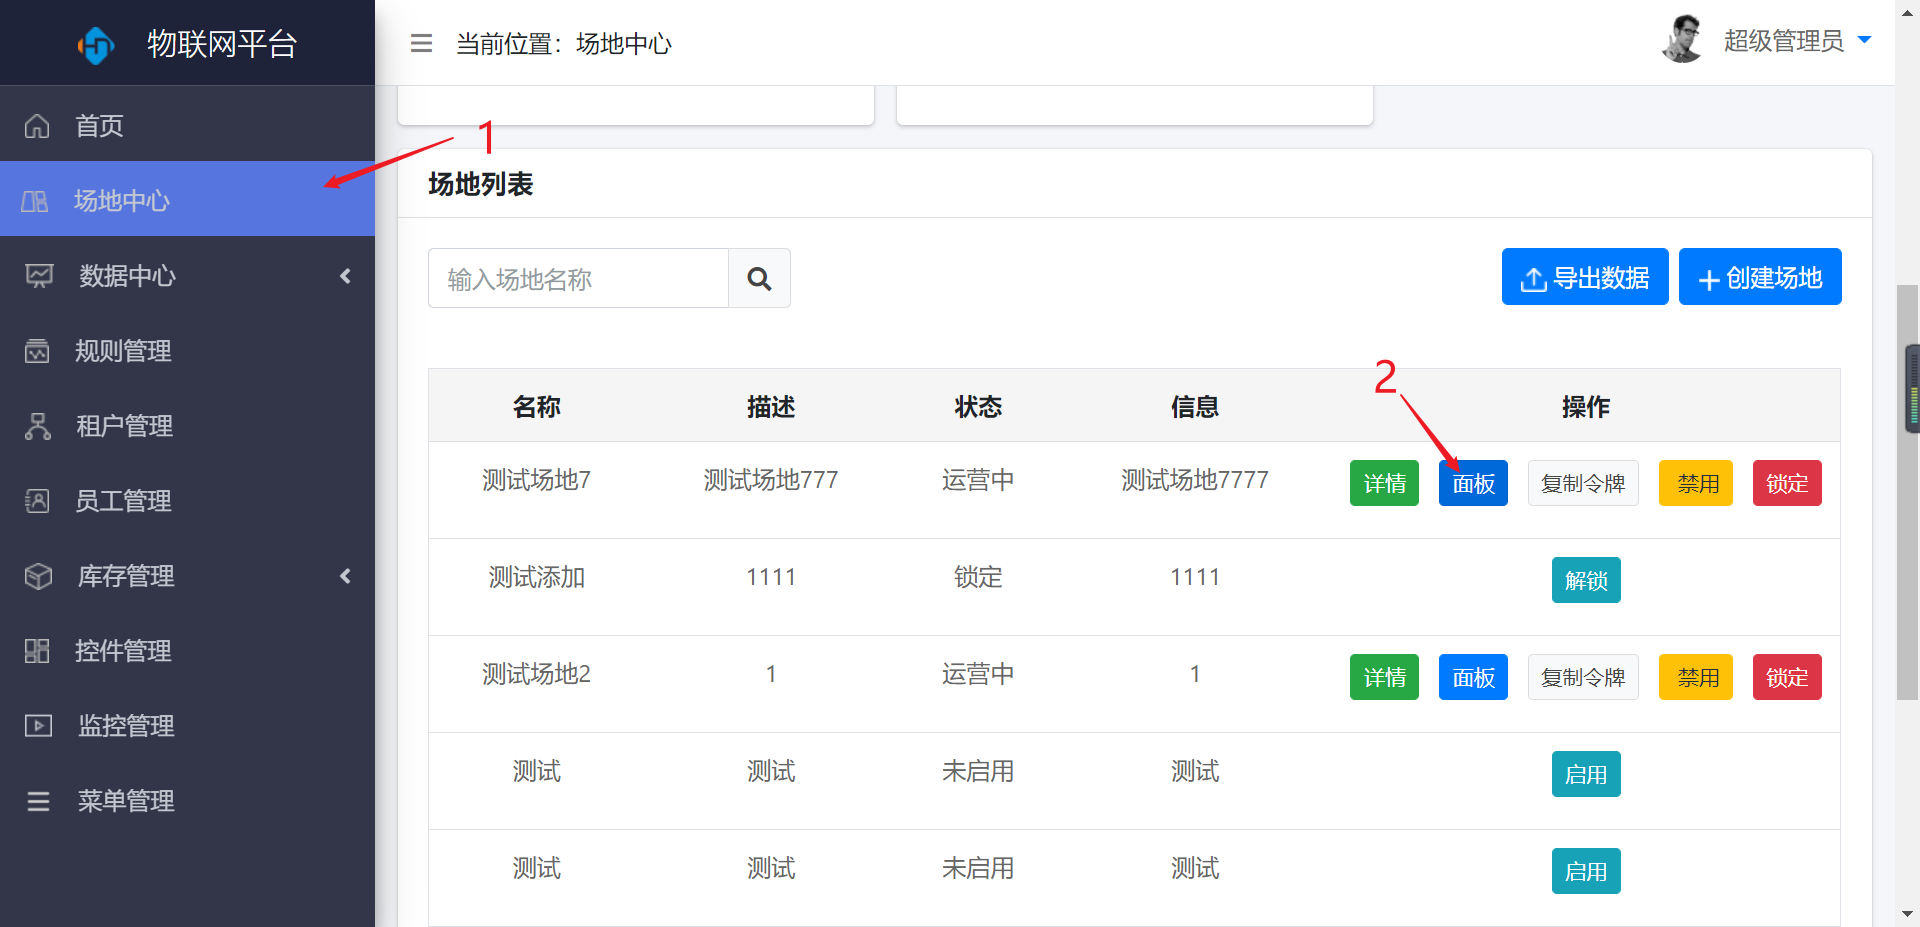 物联网平台
当前位置：场地中心
超级管理员
首页
场地中心
数据中心
规则管理
租户管理
员工管理
库存管理
控件管理
监控管理
菜单管理
1
场地列表
输入场地名称
导出数据
创建场地
2
名称 描述 状态 信息 操作
测试场地7 测试场地777 运营中 测试场地7777 详情 面板 复制令牌 禁用 锁定
测试添加 1111 锁定 1111 解锁
测试场地2 1 运营中 1 详情 面板 复制令牌 禁用 锁定
测试 测试 未启用 测试 启用
测试 测试 未启用 测试 启用